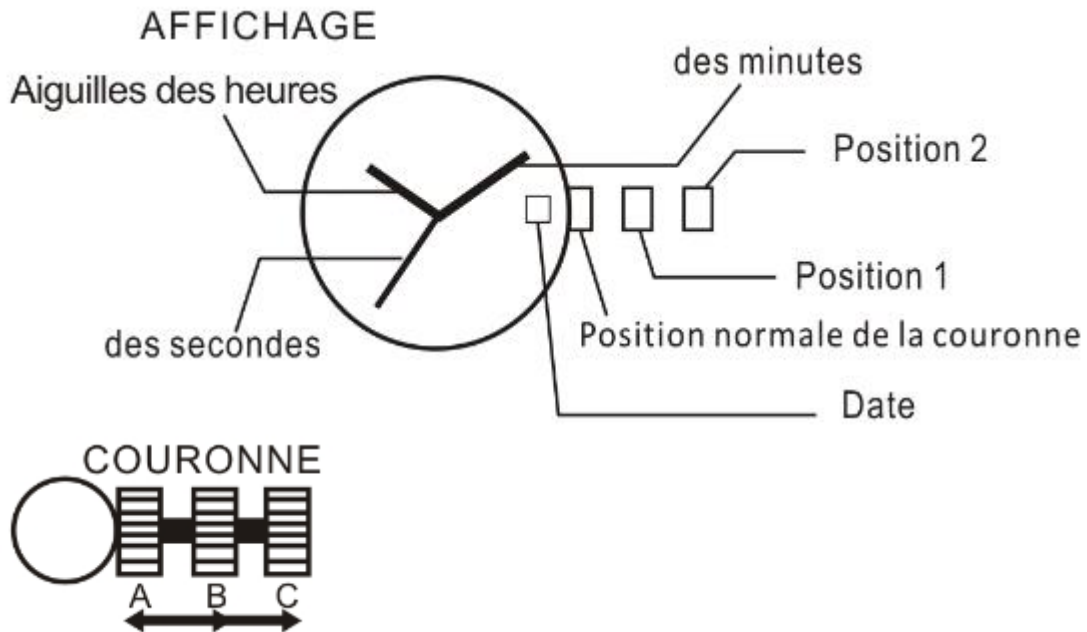 AFFICHAGE
Aiguilles des heures
des minutes
Position 2
Position 1
des secondes
Position normale de la couronne
Date
COURONNE
A B C